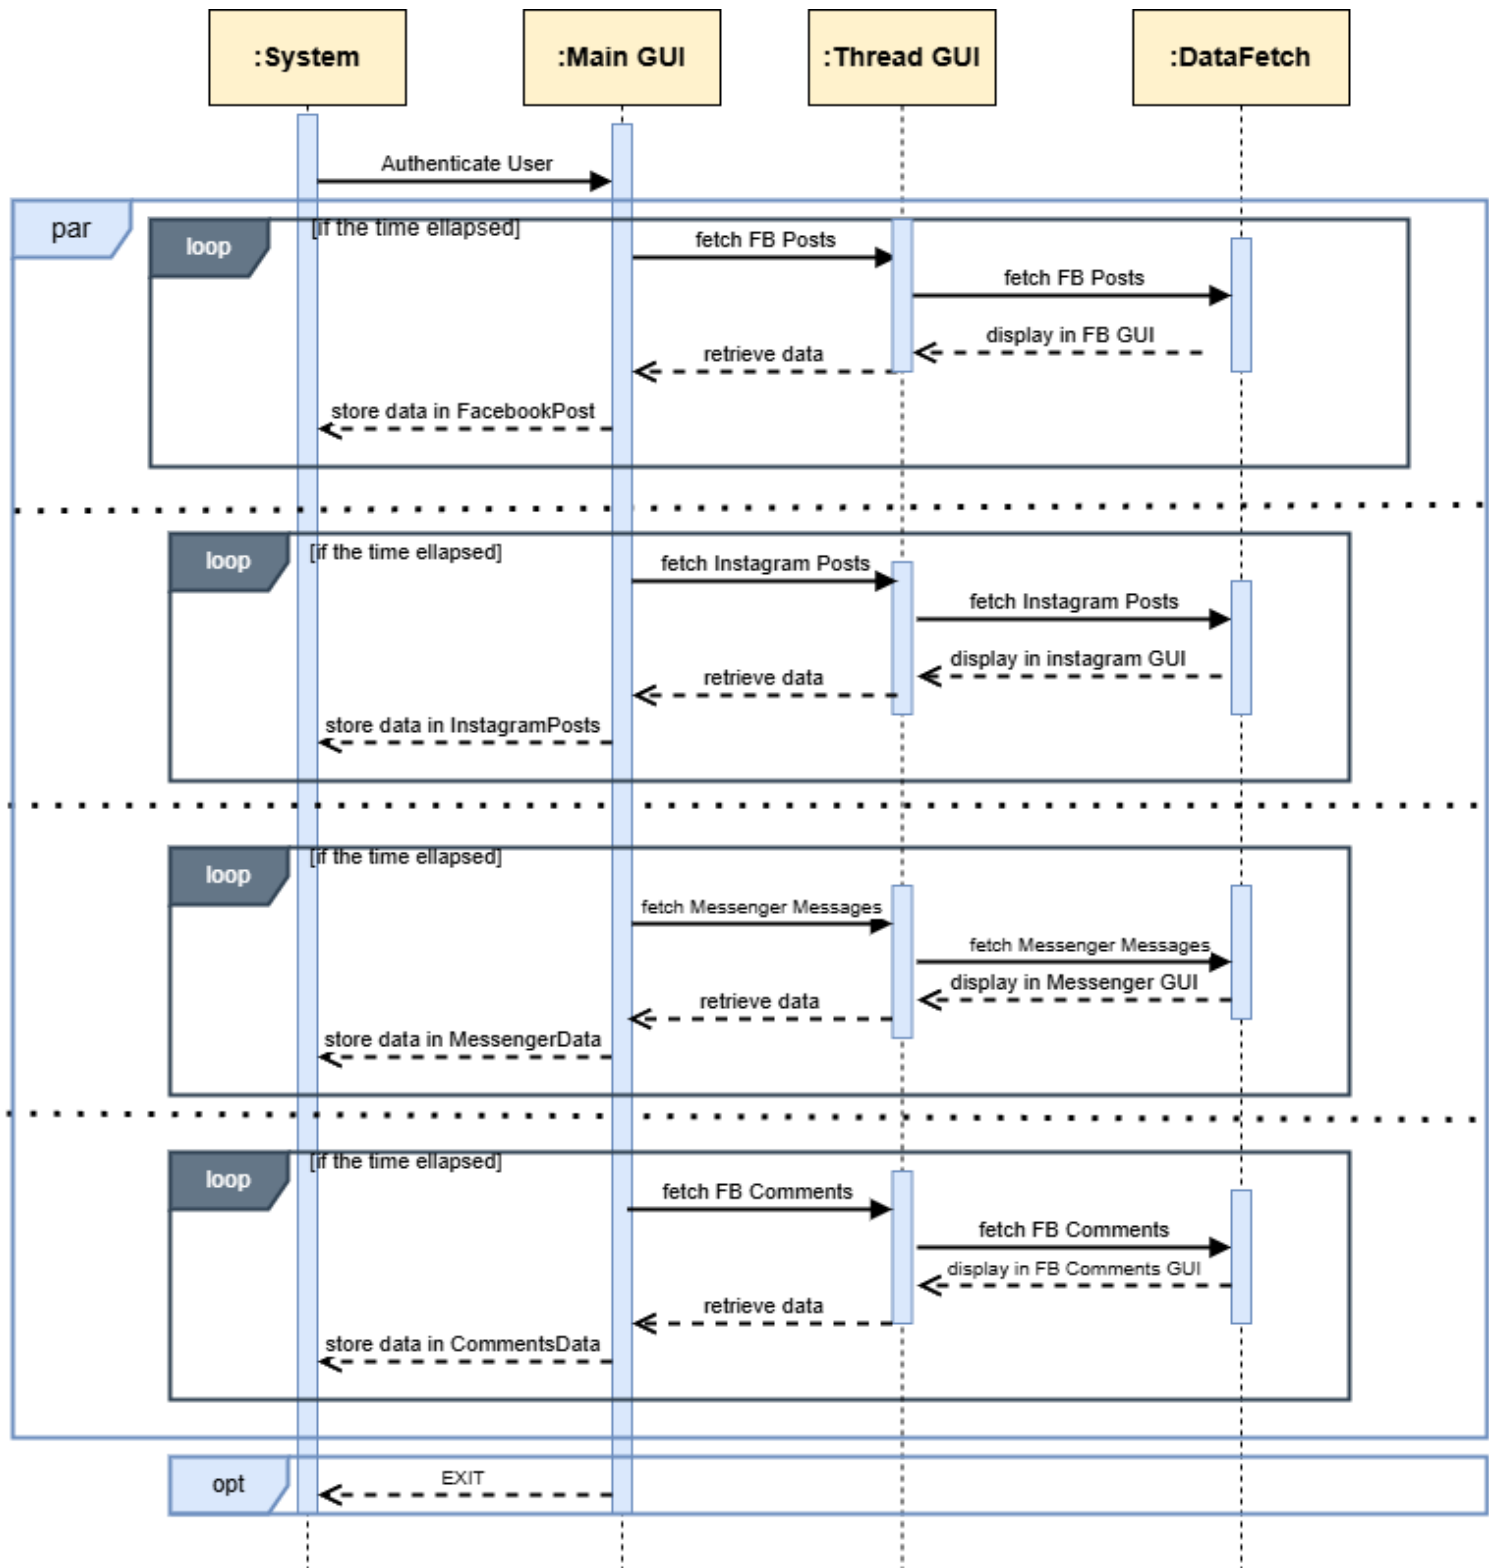 :System
:Main GUI
:Thread GUI
:DataFetch
Authenticate User
par
loop
[if the time ellapsed]
fetch FB Posts
fetch FB Posts
display in FB GUI
retrieve data
store data in FacebookPost
loop
[if the time ellapsed]
fetch Instagram Posts
fetch Instagram Posts
display in instagram GUI
retrieve data
store data in InstagramPosts
loop
[if the time ellapsed]
fetch Messenger Messages
fetch Messenger Messages
display in Messenger GUI
retrieve data
store data in MessengerData
loop
[if the time ellapsed]
fetch FB Comments
fetch FB Comments
display in FB Comments GUI
retrieve data
store data in CommentsData
opt
EXIT